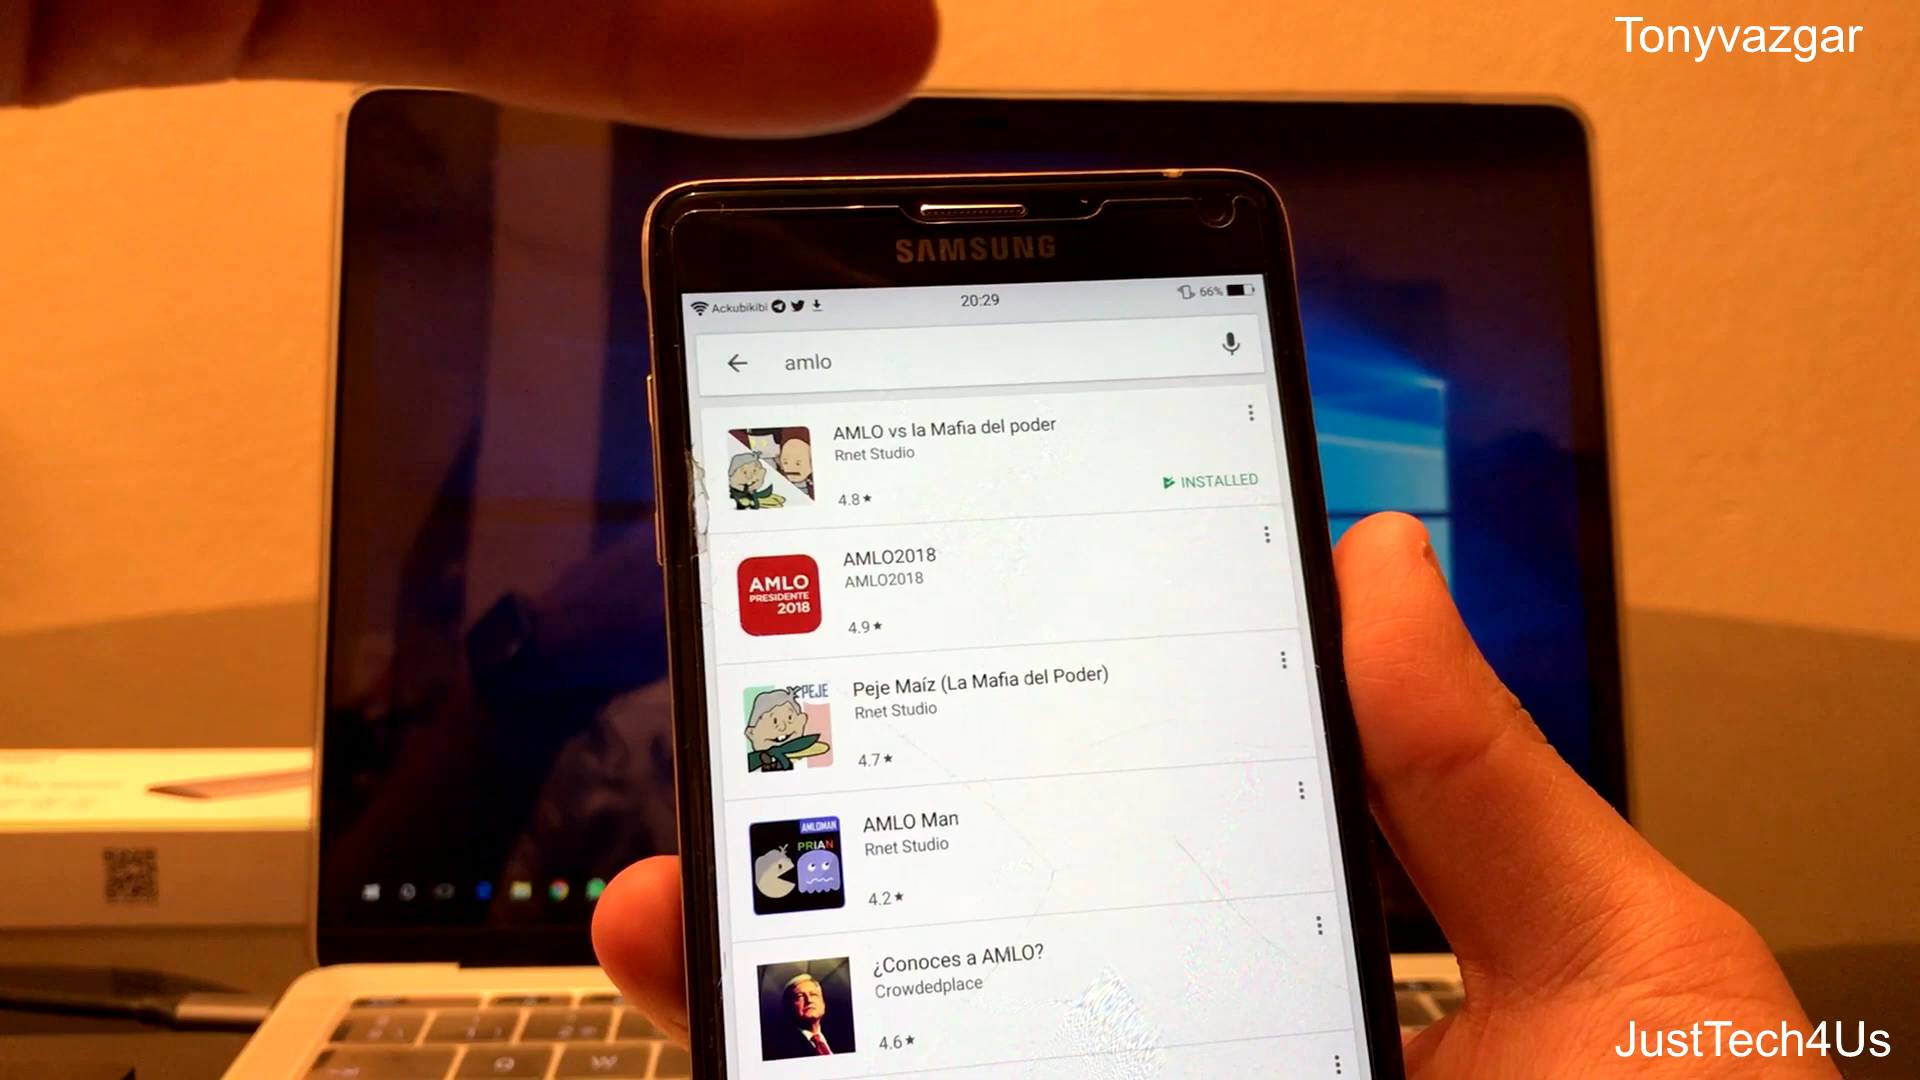 Tonyvazgar
SAMSUNG
Ackubikibi
20:29
66%
amlo
AMLO vs la Mafia del poder
Rnet Studio
4.8★
INSTALLED
AMLO
PRESIDENTE
2018
AMLO2018
AMLO2018
4.9★
PEJE
Peje Maíz (La Mafia del Poder)
Rnet Studio
4.7★
AMLOMAN
PRIAN
AMLO Man
Rnet Studio
4.2★
¿Conoces a AMLO?
Crowdedplace
4.6★
JustTech4Us